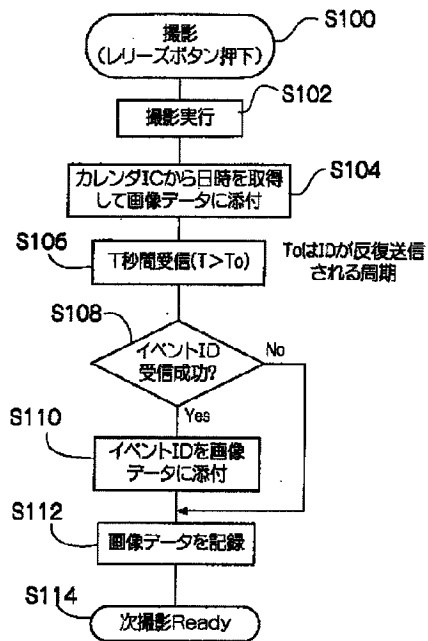 撮影
(レリーズボタン押下)
S100
撮影実行
S102
カレンダICから日時を取得
して画像データに添付
S104
S106
T秒間受信(T>To)
ToはIDが反復送信
される周期
S108
イベントID
受信成功?
No
Yes
S110
イベントIDを画像
データに添付
S112
画像データを記録
S114
次撮影Ready